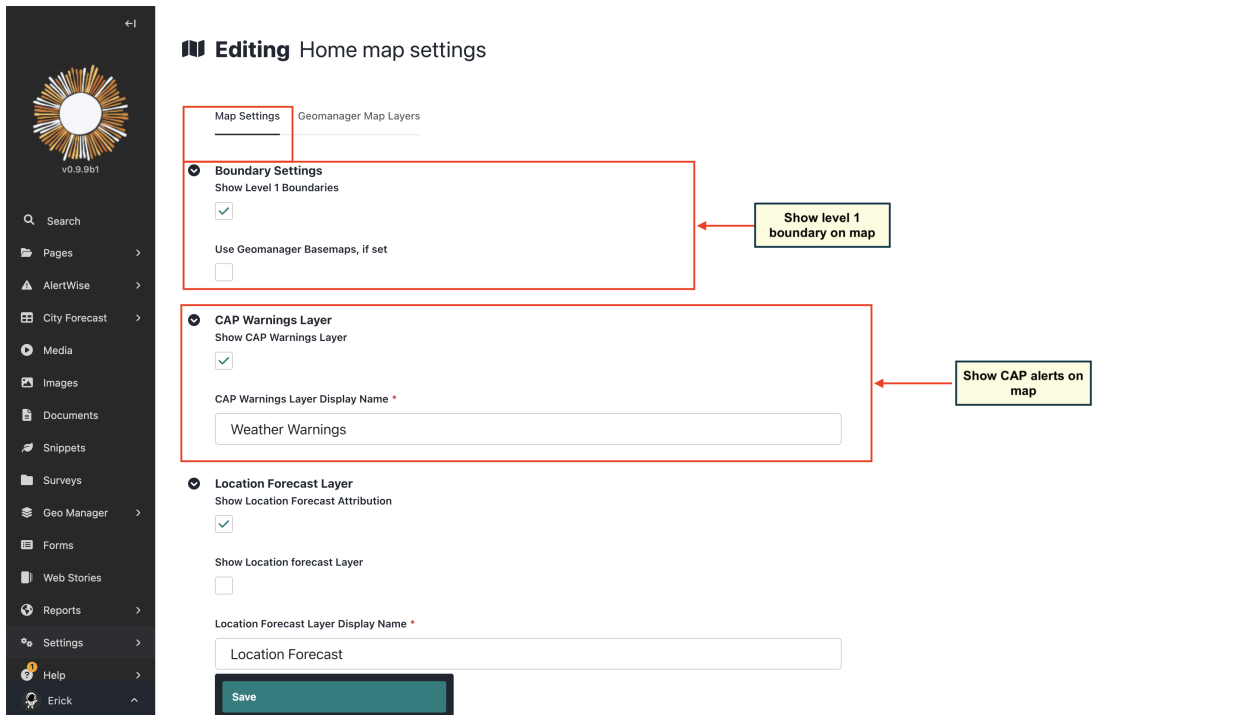 v0.9.9b1
Search
Pages
AlertWise
City Forecast
Media
Images
Documents
Snippets
Surveys
Geo Manager
Forms
Web Stories
Reports
Settings
1
Help
Erick
Editing Home map settings
Map Settings Geomanager Map Layers
Boundary Settings
Show Level 1 Boundaries
Use Geomanager Basemaps, if set
Show level 1
boundary on map
CAP Warnings Layer
Show CAP Warnings Layer
CAP Warnings Layer Display Name *
Weather Warnings
Show CAP alerts on
map
Location Forecast Layer
Show Location Forecast Attribution
Show Location forecast Layer
Location Forecast Layer Display Name *
Location Forecast
Save